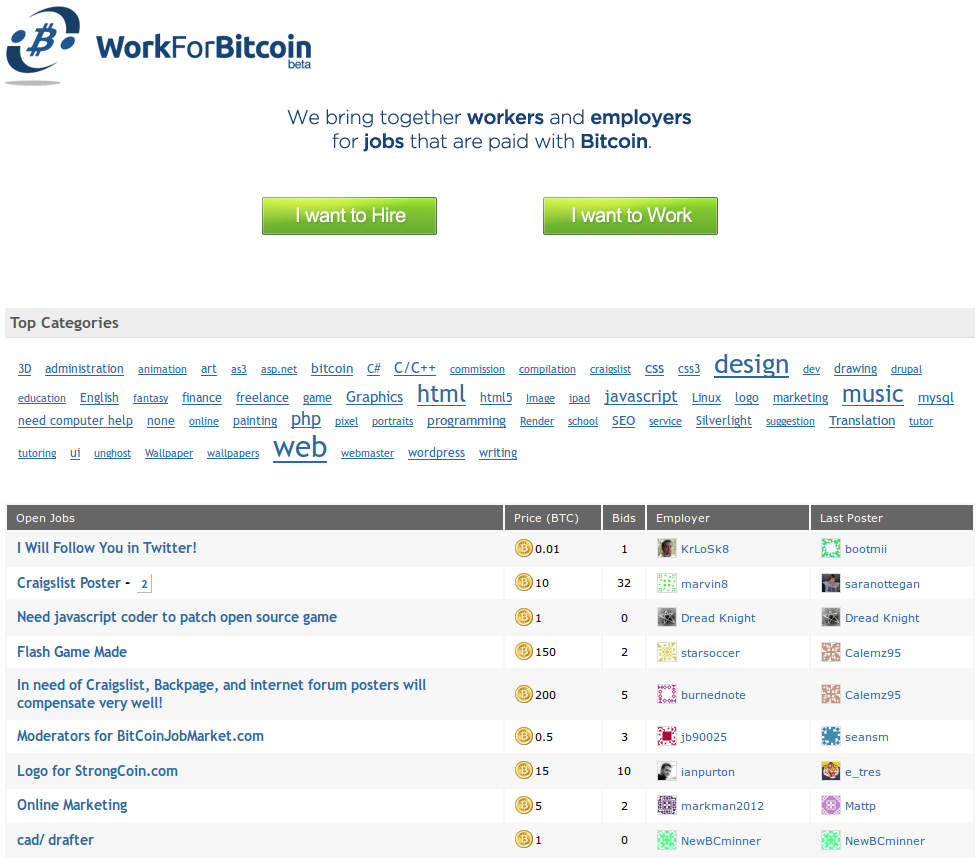 WorkForBitcoin
beta
We bring together workers and employers
for jobs that are paid with Bitcoin.
I want to Hire I want to Work
Top Categories
3D administration animation art as3 asp.net bitcoin C# C/C++ commission compilation craigslist css css3 design dev drawing drupal
education English fantasy finance freelance game Graphics html html5 Image ipad javascript Linux logo marketing music mysql
need computer help none online painting php pixel portraits programming Render school SEO service Silverlight suggestion Translation tutor
tutoring ui unghost Wallpaper wallpapers web webmaster wordpress writing
Open Jobs Price (BTC) Bids Employer Last Poster
I Will Follow You in Twitter! 0.01 1 KrLoSk8 bootmii
Craigslist Poster - 2 10 32 marvin8 saranottegan
Need javascript coder to patch open source game 1 0 Dread Knight Dread Knight
Flash Game Made 150 2 starsoccer Calemz95
In need of Craigslist, Backpage, and internet forum posters will
compensate very well! 200 5 burnednote Calemz95
Moderators for BitCoinJobMarket.com 0.5 3 jb90025 seansm
Logo for StrongCoin.com 15 10 ianpurton e_tres
Online Marketing 5 2 markman2012 Mattp
cad/ drafter 1 0 NewBCminner NewBCminner